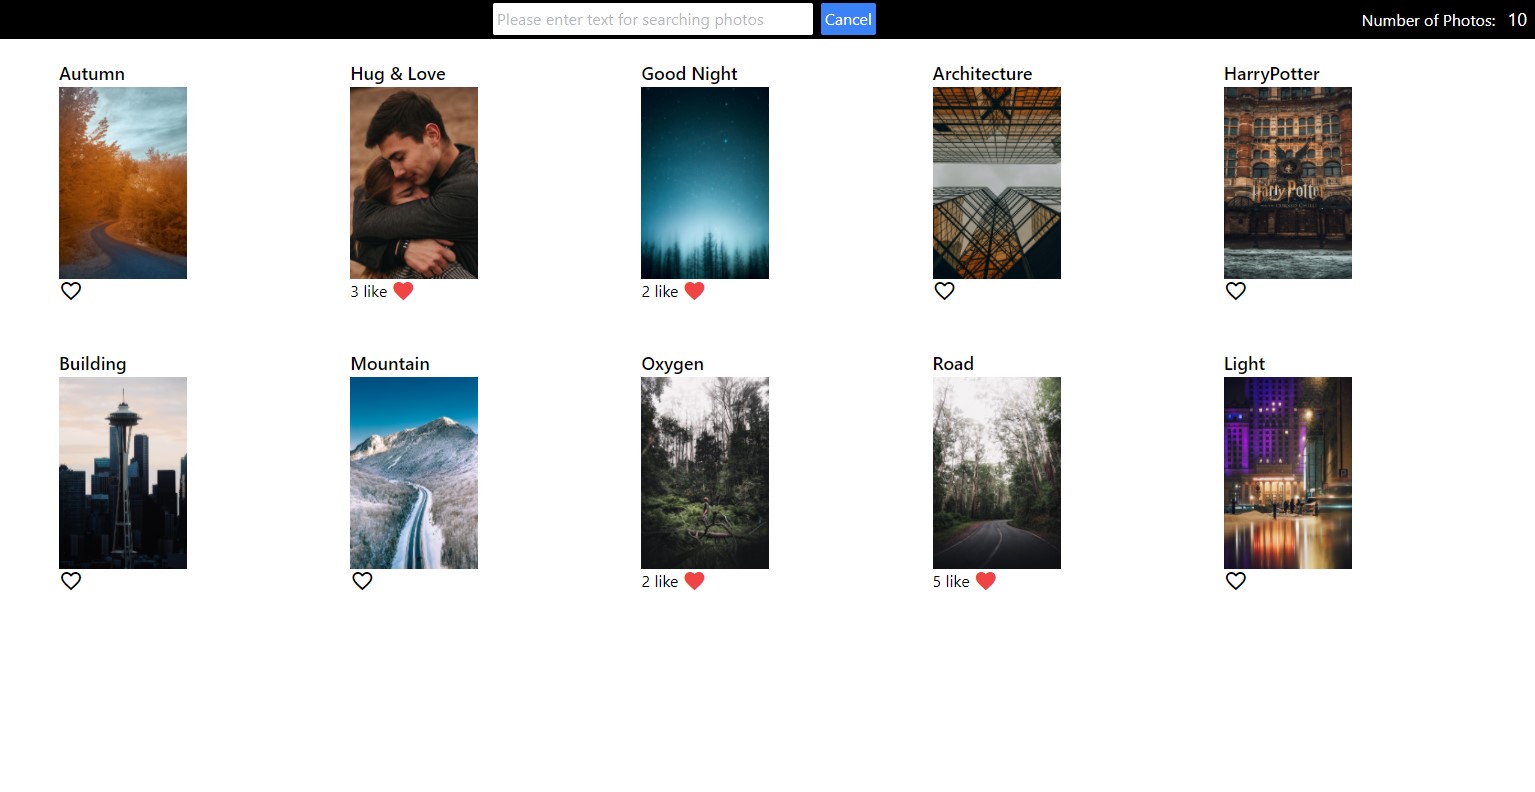 Please enter text for searching photos Cancel Number of Photos: 10
Autumn Hug & Love Good Night Architecture HarryPotter
Harry Potter
3 like 2 like
Building Mountain Oxygen Road Light
2 like 5 like